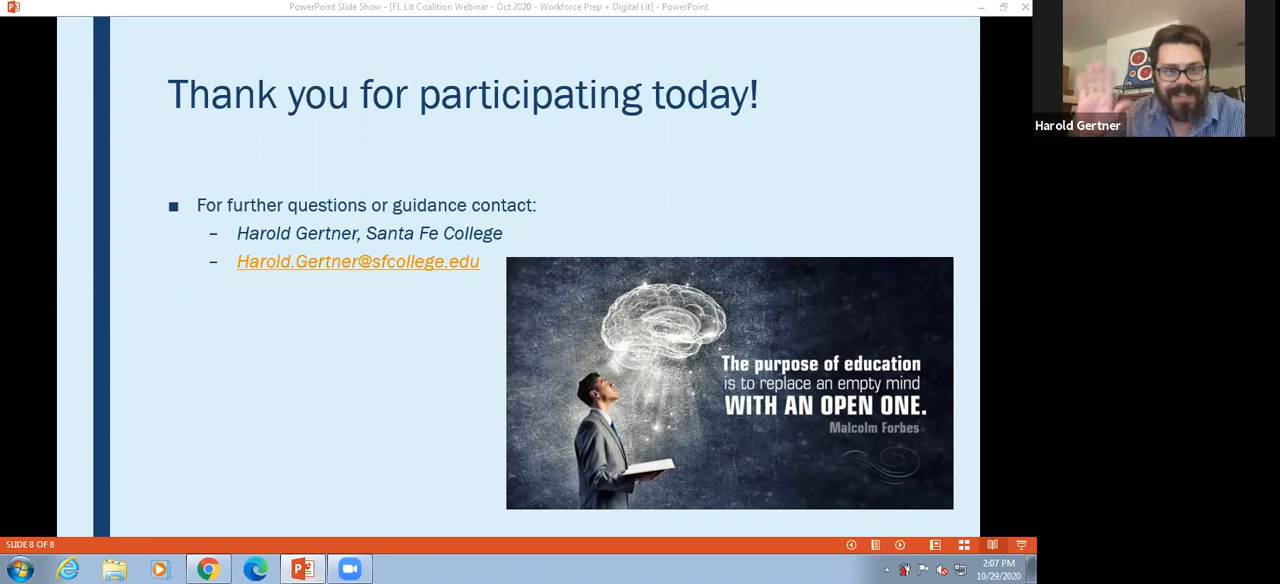 PowerPoint Slide Show - [FL Lit Coalition Webinar - Oct 2020 - Workforce Prep + Digital Lit] - PowerPoint
Thank you for participating today!
For further questions or guidance contact:
– Harold Gertner, Santa Fe College
– Harold.Gertner@sfcollege.edu
The purpose of education
is to replace an empty mind
WITH AN OPEN ONE.
Malcolm Forbes
Harold Gertner
SLIDE 8 OF 8
2:07 PM
10/29/2020